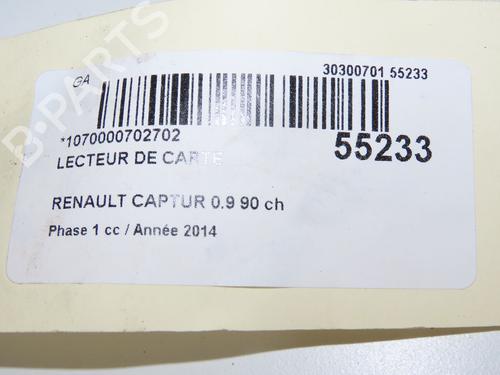 GA
30300701 55233
*1070000702702
55233
LECTEUR DE CARTE
RENAULT CAPTUR 0.9 90 ch
Phase 1 cc / Année 2014
B-PARTS